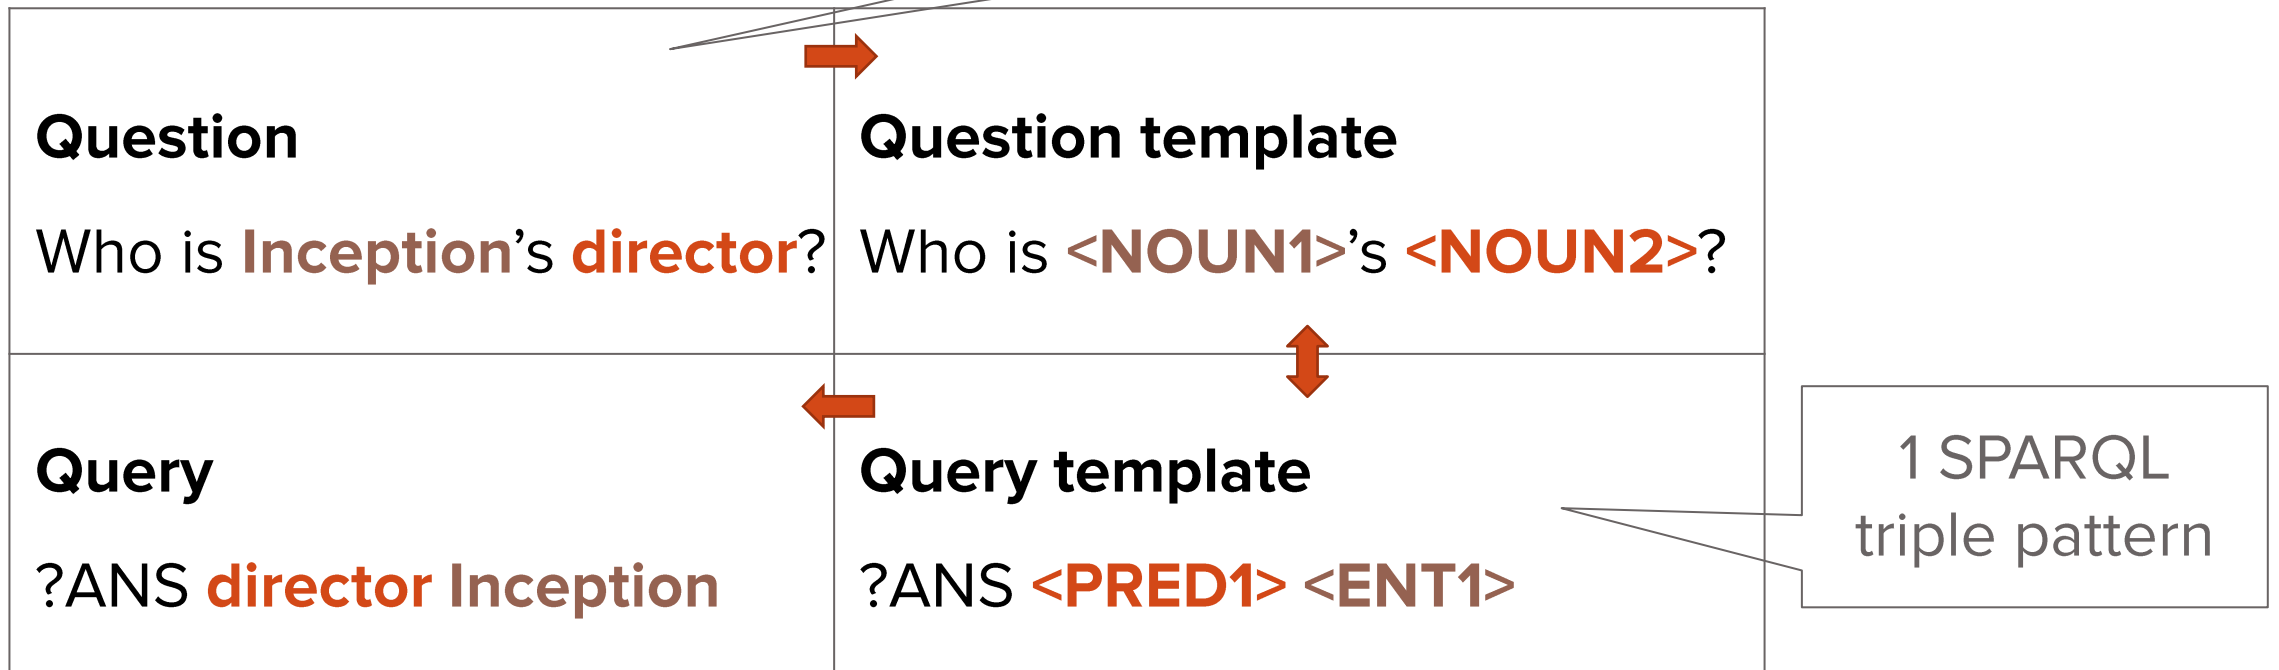 Question
Who is Inception’s director?
Question template
Who is <NOUN1>’s <NOUN2>?
Query
?ANS director Inception
Query template
?ANS <PRED1> <ENT1>
1 SPARQL
triple pattern